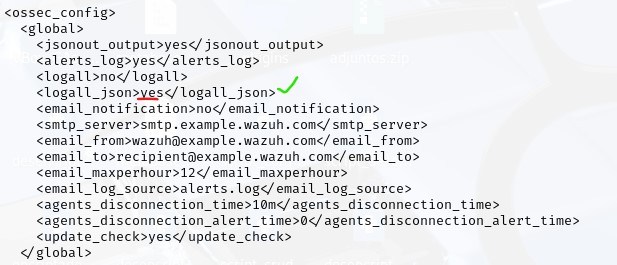 <ossec_config>
<global>
<jsonout_output>yes</jsonout_output>
<alerts_log>yes</alerts_log>
<logall>no</logall>
<logall_json>yes</logall_json>
<email_notification>no</email_notification>
<smtp_server>smtp.example.wazuh.com</smtp_server>
<email_from>wazuh@example.wazuh.com</email_from>
<email_to>recipient@example.wazuh.com</email_to>
<email_maxperhour>12</email_maxperhour>
<email_log_source>alerts.log</email_log_source>
<agents_disconnection_time>10m</agents_disconnection_time>
<agents_disconnection_alert_time>0</agents_disconnection_alert_time>
<update_check>yes</update_check>
</global>